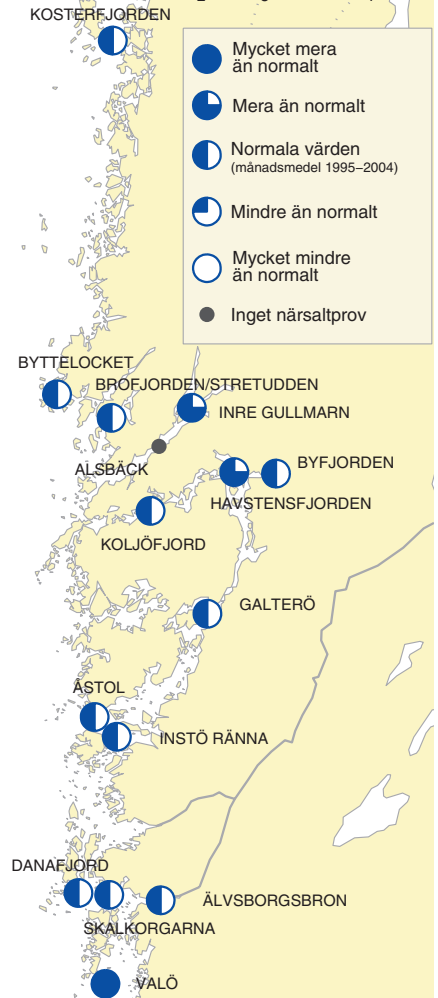 KOSTERFJORDEN
Mycket mera
än normalt
Mera än normalt
Normala värden
(månadsmedel 1995–2004)
Mindre än normalt
Mycket mindre
än normalt
Inget närsaltprov
BYTTELOCKET
BROFJORDEN/STRETUDDEN
INRE GULLMARN
ALSBÄCK
BYFJORDEN
HAVSTENSFJORDEN
KOLJÖFJORD
GALTERÖ
ÅSTOL
INSTÖ RÄNNA
DANAFJORD
ÄLVSBORGSBRON
SKALKORGARNA
VALÖ